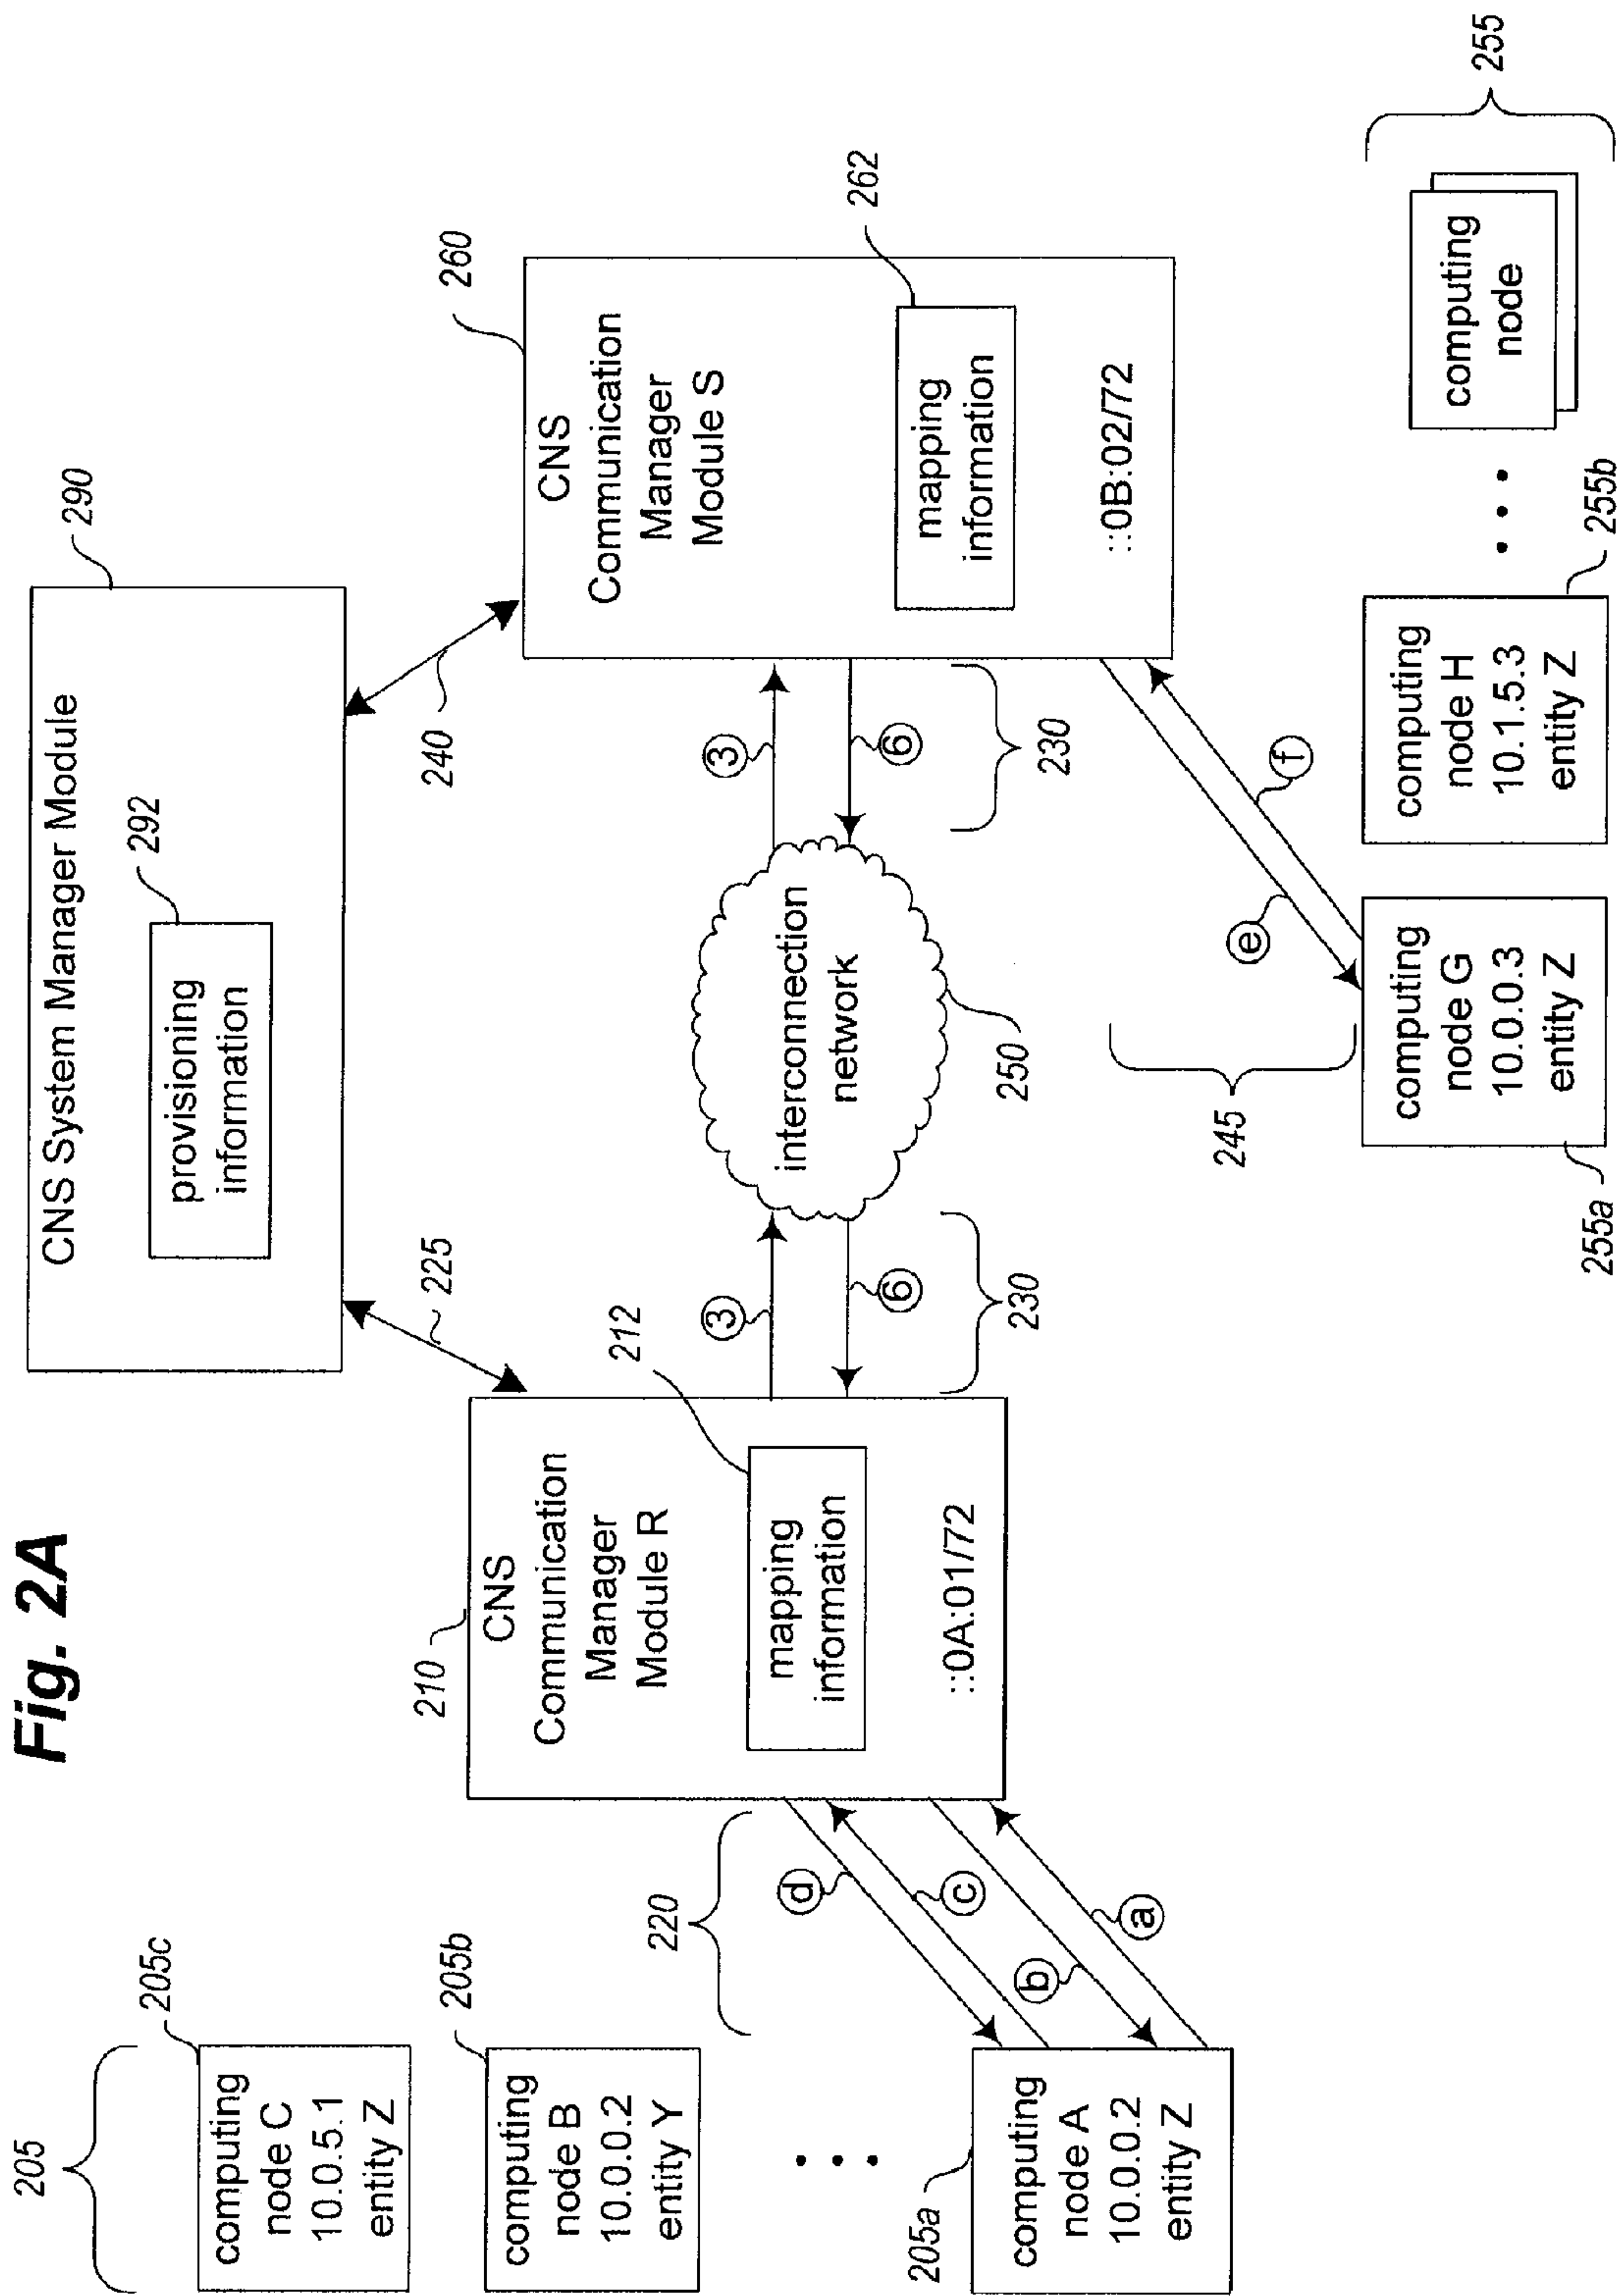 Fig. 2A
290
CNS System Manager Module
292
provisioning
information
225
240
205
205c
computing
node C
10.0.5.1
entity Z
205b
computing
node B
10.0.0.2
entity Y
205a
computing
node A
10.0.0.2
entity Z
220
d
c
b
a
210
CNS
Communication
Manager
Module R
212
mapping
information
::0A:01/72
3
6
230
interconnection
network
250
3
6
230
260
CNS
Communication
Manager
Module S
262
mapping
information
::0B:02/72
e
f
245
255a
computing
node G
10.0.0.3
entity Z
255b
computing
node H
10.1.5.3
entity Z
computing
node
255